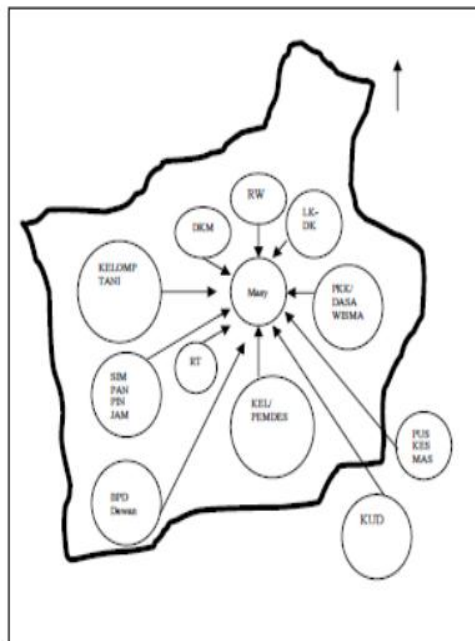 RW
LK-
DK
DKM
KELOMP
TANI
Masy
PKK/
DASA
WISMA
RT
SIM
PAN
PIN
JAM
KEL/
PEMDES
PUS
KES
MAS
BPD
Dewan
KUD